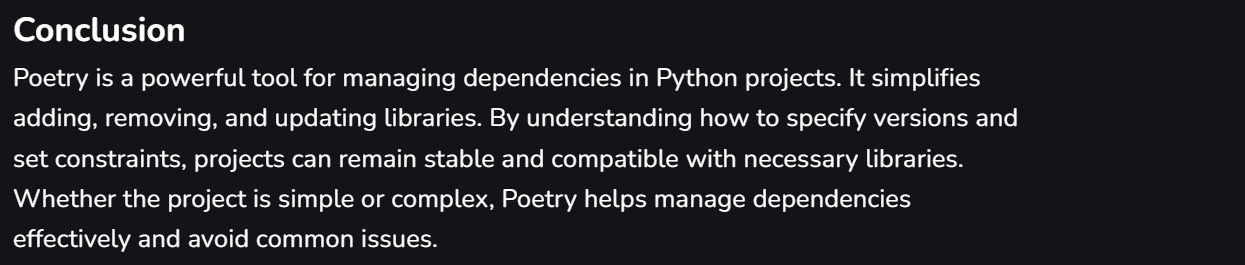 Conclusion
Poetry is a powerful tool for managing dependencies in Python projects. It simplifies
adding, removing, and updating libraries. By understanding how to specify versions and
set constraints, projects can remain stable and compatible with necessary libraries.
Whether the project is simple or complex, Poetry helps manage dependencies
effectively and avoid common issues.